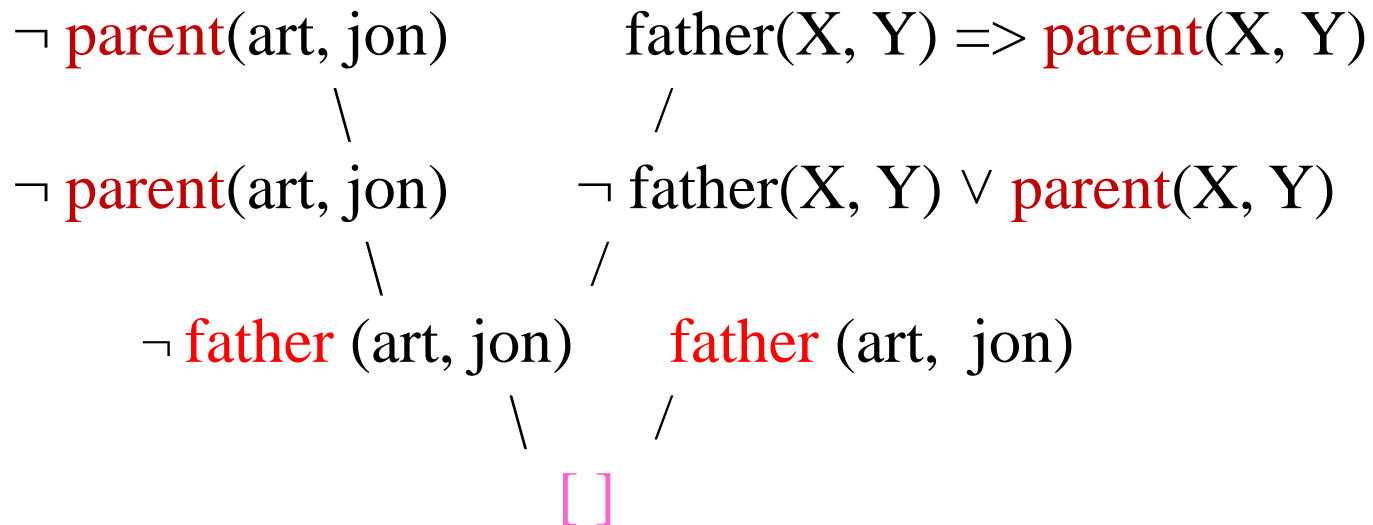 ¬ parent(art, jon) father(X, Y) => parent(X, Y)
\ /
¬ parent(art, jon) ¬ father(X, Y) ∨ parent(X, Y)
\ /
¬ father (art, jon) father (art, jon)
\ /
[ ]